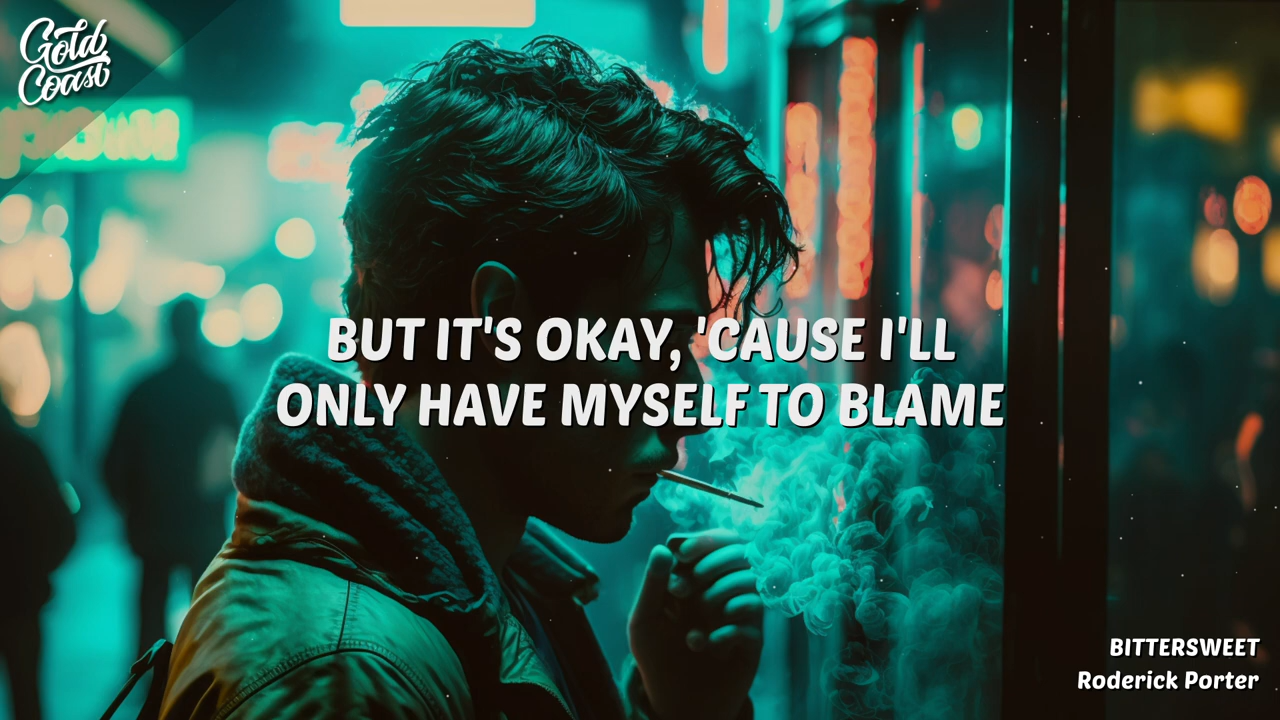 Gold
Coast
BUT IT'S OKAY, 'CAUSE I'LL
ONLY HAVE MYSELF TO BLAME
BITTERSWEET
Roderick Porter